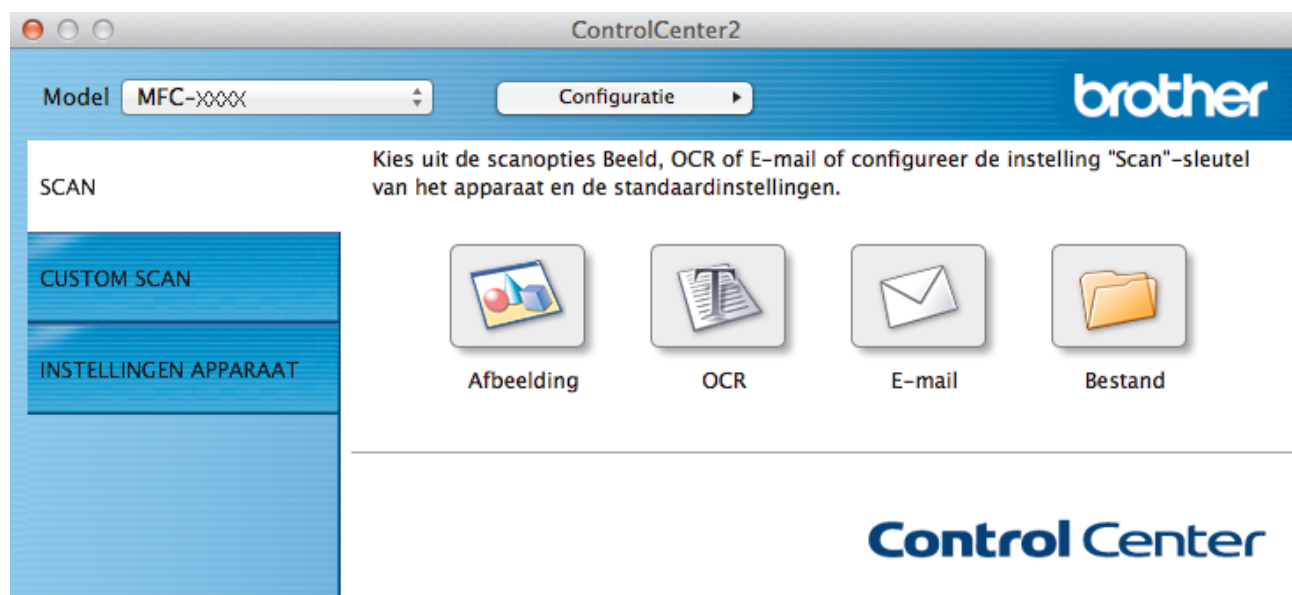 ControlCenter2
Model MFC-XXXX Configuratie brother
SCAN
CUSTOM SCAN
INSTELLINGEN APPARAAT
Kies uit de scanopties Beeld, OCR of E-mail of configureer de instelling "Scan"-sleutel
van het apparaat en de standaardinstellingen.
Afbeelding OCR E-mail Bestand
Control Center